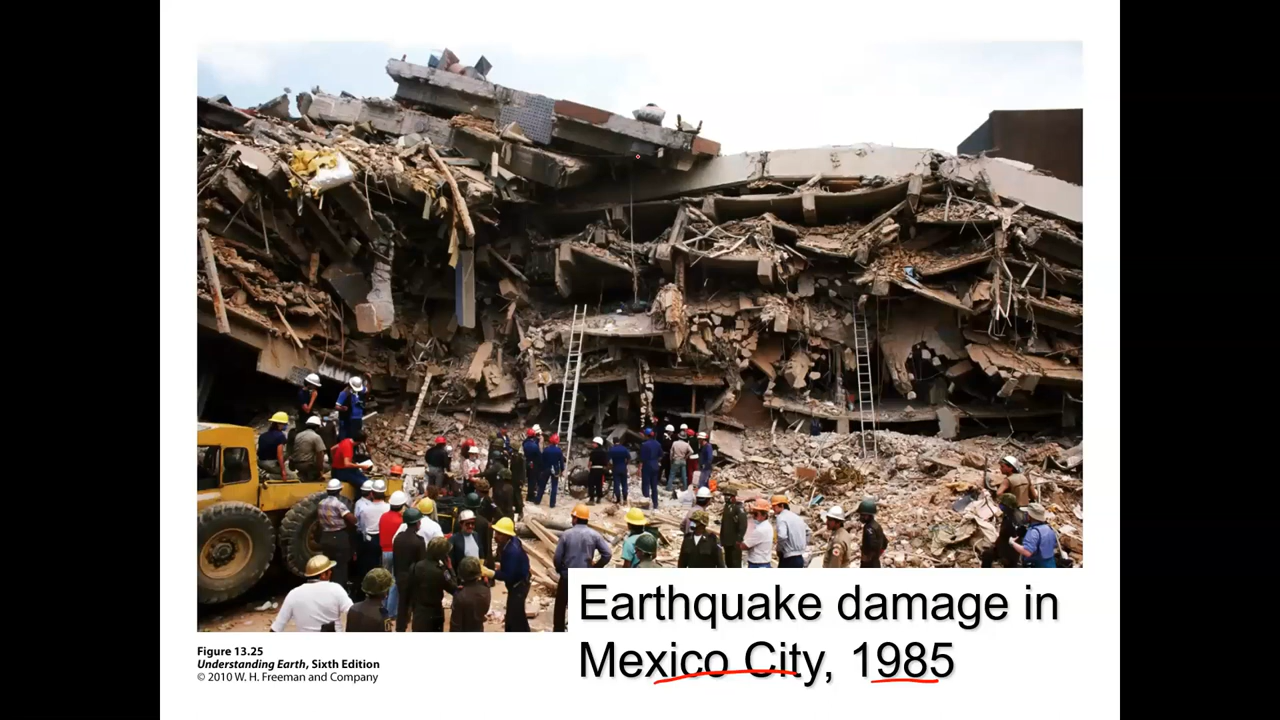 Earthquake damage in
Mexico City, 1985
Figure 13.25
Understanding Earth, Sixth Edition
© 2010 W. H. Freeman and Company